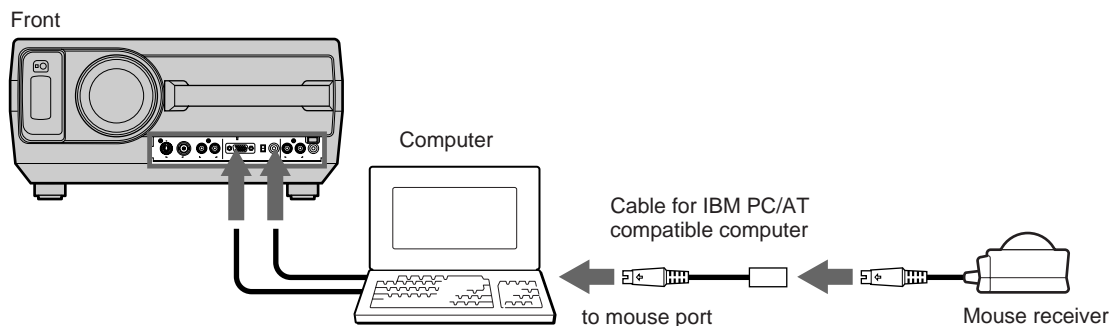 Front
Computer
Cable for IBM PC/AT
compatible computer
to mouse port
Mouse receiver